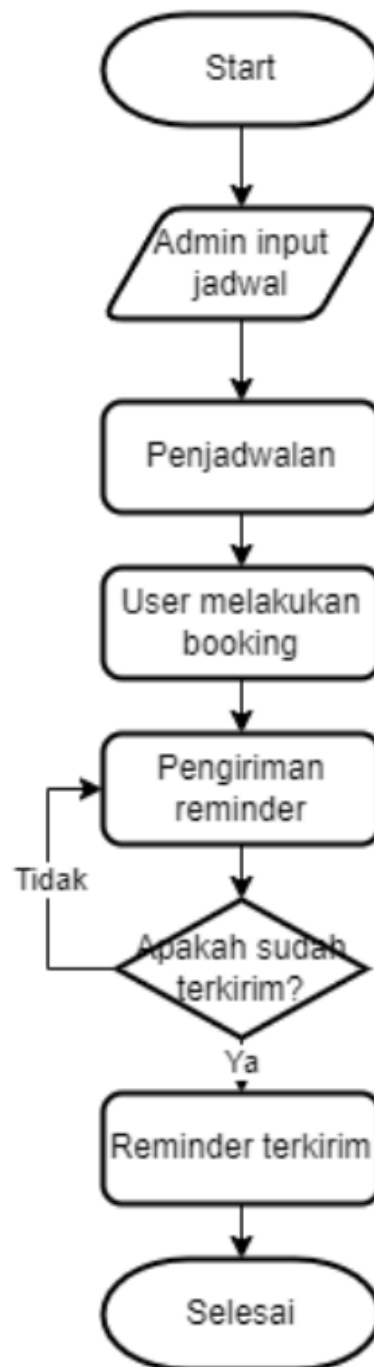 Start
Admin input
jadwal
Penjadwalan
User melakukan
booking
Pengiriman
reminder
Tidak
Apakah sudah
terkirim?
Ya
Reminder terkirim
Selesai